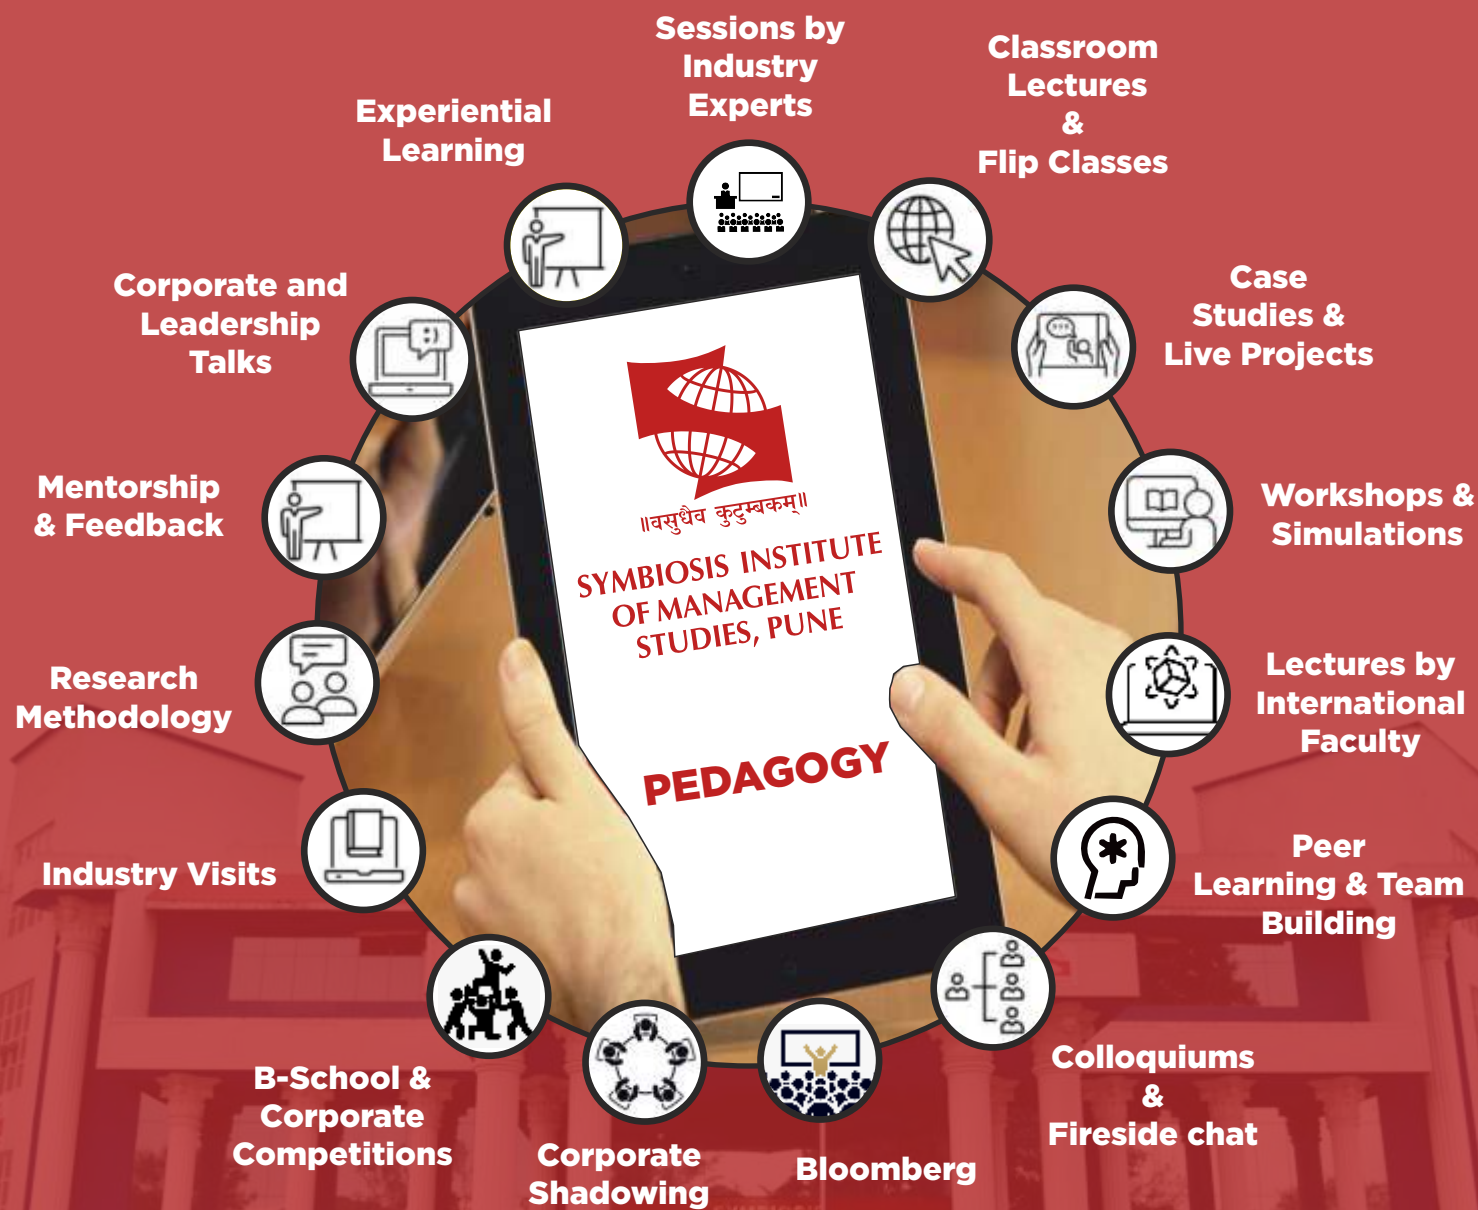 Sessions by
Industry
Experts
Classroom
Lectures
&
Flip Classes
Case
Studies &
Live Projects
Workshops &
Simulations
Lectures by
International
Faculty
Peer
Learning & Team
Building
Colloquiums
&
Fireside chat
Bloomberg
Corporate
Shadowing
B-School &
Corporate
Competitions
Industry Visits
Research
Methodology
Mentorship
& Feedback
Corporate and
Leadership
Talks
Experiential
Learning
॥वसुधैव कुटुम्बकम्॥
SYMBIOSIS INSTITUTE
OF MANAGEMENT
STUDIES, PUNE
PEDAGOGY